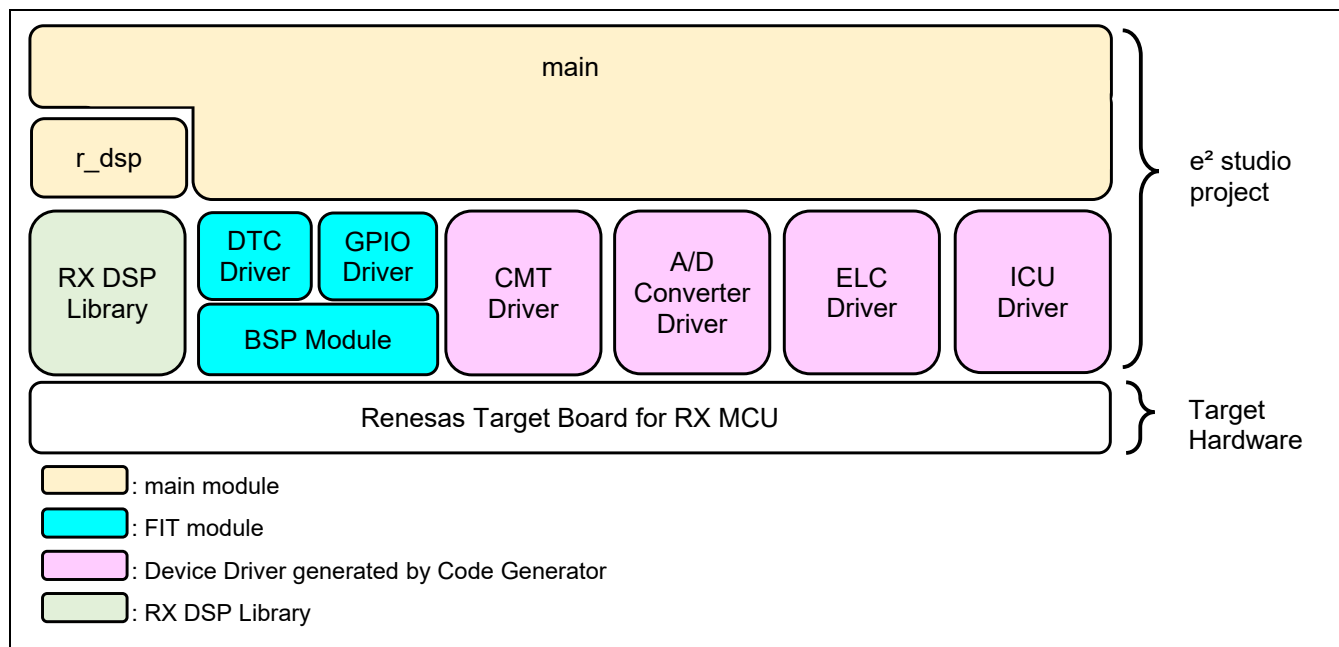 main
r_dsp
e² studio
project
RX DSP
Library
DTC
Driver
GPIO
Driver
BSP Module
CMT
Driver
A/D
Converter
Driver
ELC
Driver
ICU
Driver
Renesas Target Board for RX MCU
Target
Hardware
: main module
: FIT module
: Device Driver generated by Code Generator
: RX DSP Library